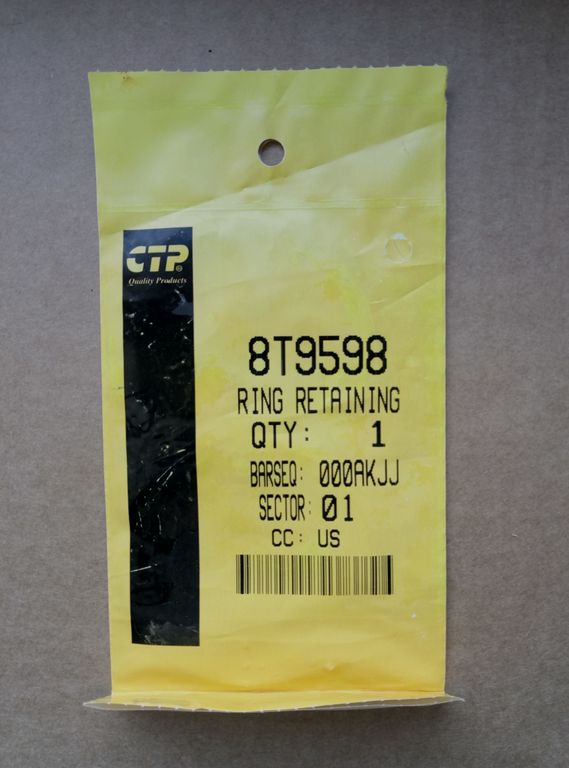 CTP®
Quality Products
8T9598
RING RETAINING
QTY: 1
BARSEQ: 000AKJJ
SECTOR: 01
CC: US